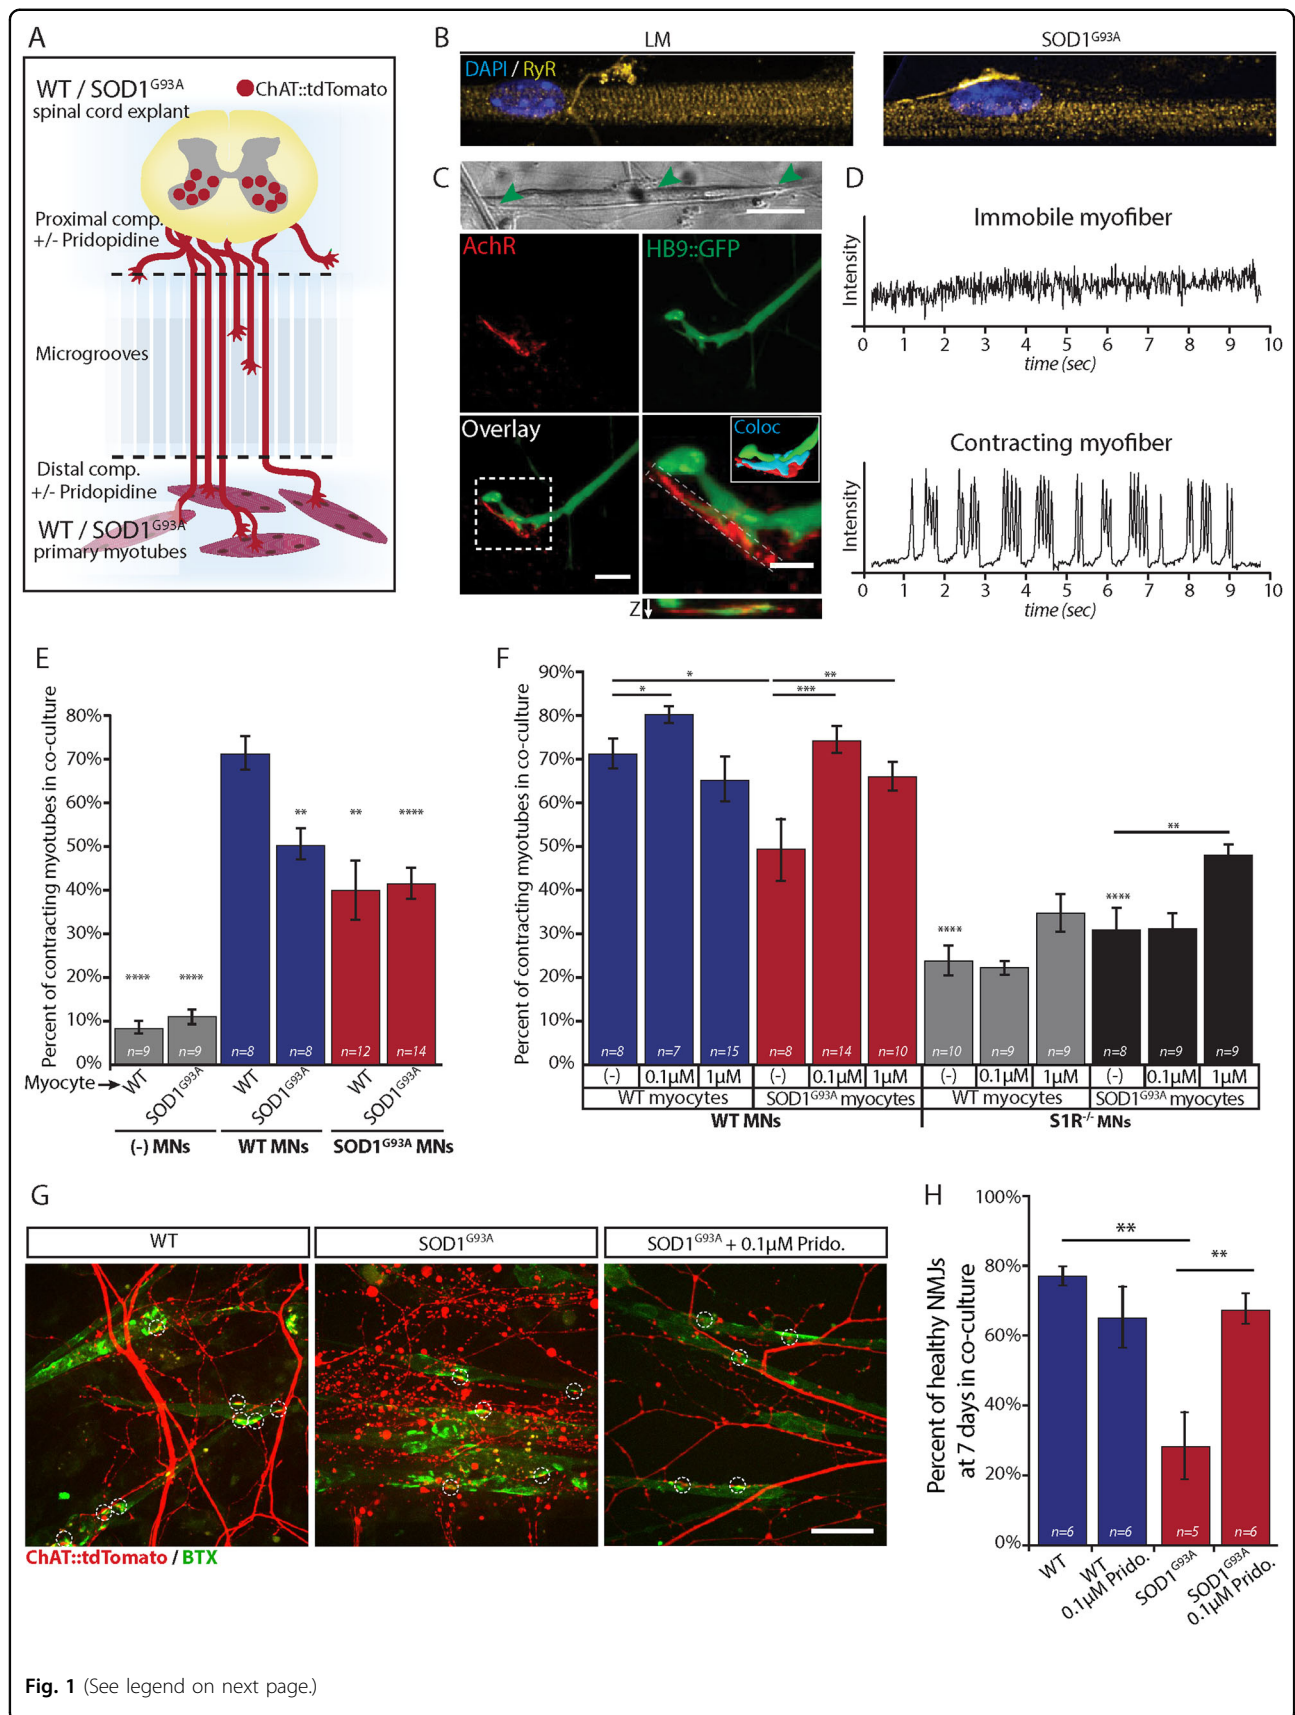 A
WT / SOD1G93A
spinal cord explant
ChAT::tdTomato
Proximal comp.
+/- Pridopidine
Microgrooves
Distal comp.
+/- Pridopidine
WT / SOD1G93A
primary myotubes
B
LM
SOD1G93A
DAPI / RyR
C
AchR
HB9::GFP
Overlay
Coloc
Z
D
Immobile myofiber
Intensity
0 1 2 3 4 5 6 7 8 9 10
time (sec)
Contracting myofiber
Intensity
0 1 2 3 4 5 6 7 8 9 10
time (sec)
E
Percent of contracting myotubes in co-culture
80%
70%
60%
50%
40%
30%
20%
10%
0%
**** **** ** ** ****
n=9 n=9 n=8 n=8 n=12 n=14
Myocyte
WT SOD1G93A WT SOD1G93A WT SOD1G93A
(-) MNs WT MNs SOD1G93A MNs
F
Percent of contracting myotubes in co-culture
90%
80%
70%
60%
50%
40%
30%
20%
10%
0%
* **
* ***
**
**** ****
n=8 n=7 n=15 n=8 n=14 n=10 n=10 n=9 n=9 n=8 n=9 n=9
(-) 0.1μM 1μM (-) 0.1μM 1μM (-) 0.1μM 1μM (-) 0.1μM 1μM
WT myocytes SOD1G93A myocytes WT myocytes SOD1G93A myocytes
WT MNs S1R-/- MNs
G
WT
SOD1G93A
SOD1G93A + 0.1μM Prido.
ChAT::tdTomato / BTX
H
Percent of healthy NMJs
at 7 days in co-culture
100%
80%
60%
40%
20%
0%
**
**
n=6 n=6 n=5 n=6
WT
WT
0.1μM Prido.
SOD1G93A
SOD1G93A
0.1μM Prido.
Fig. 1 (See legend on next page.)